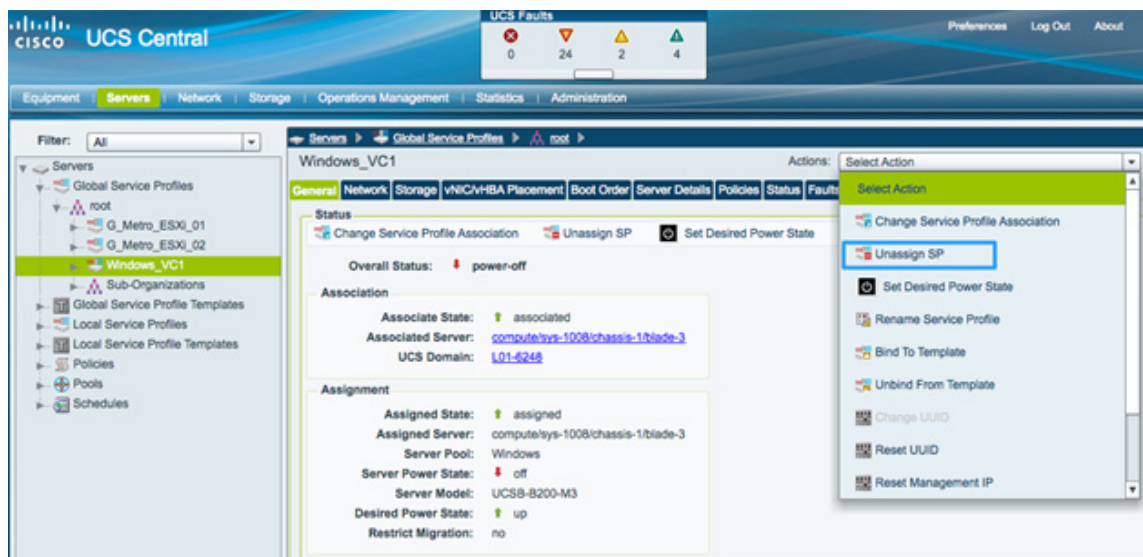 cisco UCS Central
UCS Faults
0 24 2 4
Preferences Log Out About
Equipment Servers Network Storage Operations Management Statistics Administration
Filter: All
Servers
Global Service Profiles
root
G_Metro_ESXi_01
G_Metro_ESXi_02
Windows_VC1
Sub-Organizations
Global Service Profile Templates
Local Service Profiles
Local Service Profile Templates
Policies
Pools
Schedules
Servers Global Service Profiles root
Windows_VC1
Actions: Select Action
General Network Storage vNIC/vHBA Placement Boot Order Server Details Policies Status Faults
Status
Change Service Profile Association Unassign SP Set Desired Power State
Overall Status: power-off
Association
Associate State: associated
Associated Server: compute/sys-1008/chassis-1/blade-3
UCS Domain: L01-6248
Assignment
Assigned State: assigned
Assigned Server: compute/sys-1008/chassis-1/blade-3
Server Pool: Windows
Server Power State: off
Server Model: UCSB-B200-M3
Desired Power State: up
Restrict Migration: no
Select Action
Change Service Profile Association
Unassign SP
Set Desired Power State
Rename Service Profile
Bind To Template
Unbind From Template
Change UUID
Reset UUID
Reset Management IP